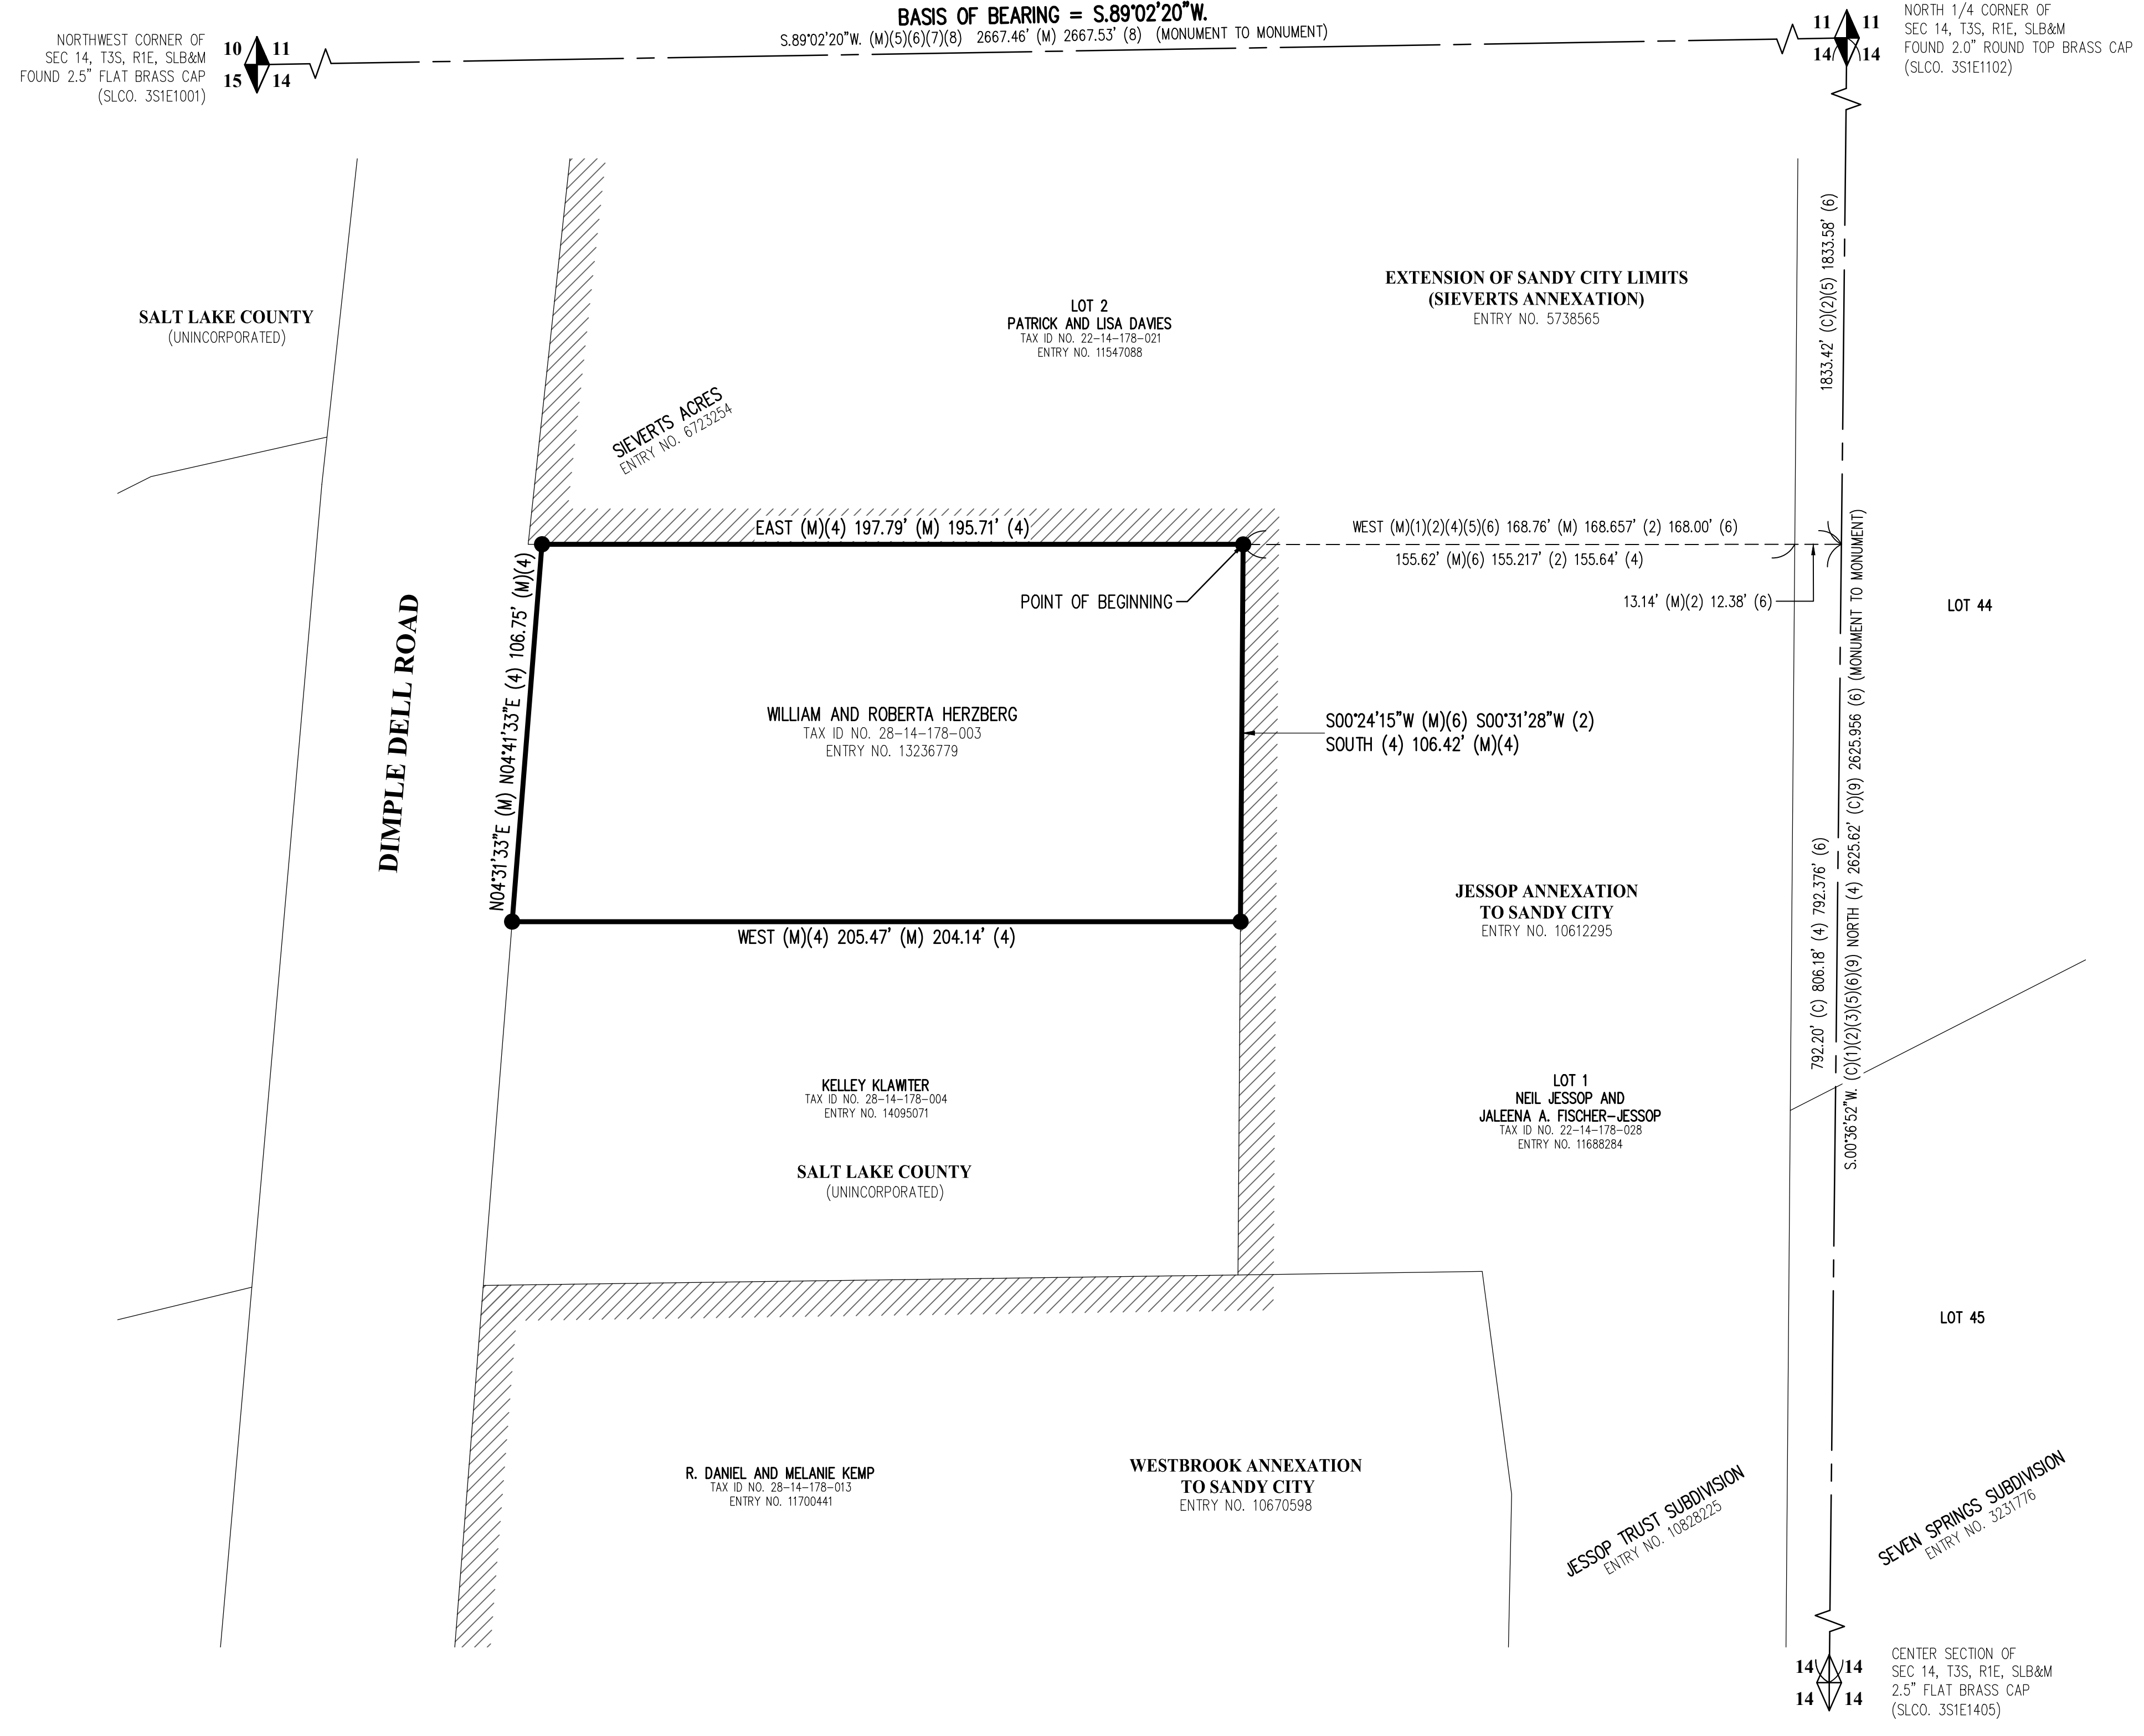 BASIS OF BEARING = S.89°02'20"W.
S.89°02'20"W. (M)(5)(6)(7)(8) 2667.46' (M) 2667.53' (8) (MONUMENT TO MONUMENT)
NORTHWEST CORNER OF
SEC 14, T3S, R1E, SLB&M
FOUND 2.5" FLAT BRASS CAP
(SLCO. 3S1E1001)
10 11
15 14
11 11
14 14
NORTH 1/4 CORNER OF
SEC 14, T3S, R1E, SLB&M
FOUND 2.0" ROUND TOP BRASS CAP
(SLCO. 3S1E1102)
SALT LAKE COUNTY
(UNINCORPORATED)
LOT 2
PATRICK AND LISA DAVIES
TAX ID NO. 22-14-178-021
ENTRY NO. 11547088
EXTENSION OF SANDY CITY LIMITS
(SIEVERTS ANNEXATION)
ENTRY NO. 5738565
1833.42' (C)(2)(5) 1833.58' (6)
SIEVERTS ACRES
ENTRY NO. 6723254
EAST (M)(4) 197.79' (M) 195.71' (4)
WEST (M)(1)(2)(4)(5)(6) 168.76' (M) 168.657' (2) 168.00' (6)
155.62' (M)(6) 155.217' (2) 155.64' (4)
13.14' (M)(2) 12.38' (6)
POINT OF BEGINNING
LOT 44
DIMPLE DELL ROAD
N04°31'33"E (M) N04°41'33"E (4) 106.75' (M)(4)
WILLIAM AND ROBERTA HERZBERG
TAX ID NO. 28-14-178-003
ENTRY NO. 13236779
S00°24'15"W (M)(6) S00°31'28"W (2)
SOUTH (4) 106.42' (M)(4)
WEST (M)(4) 205.47' (M) 204.14' (4)
JESSOP ANNEXATION
TO SANDY CITY
ENTRY NO. 10612295
792.20' (C) 806.18' (4) 792.376' (6)
S.00°36'52"W. (C)(1)(2)(3)(5)(6)(9) NORTH (4) 2625.62' (C)(9) 2625.956 (6) (MONUMENT TO MONUMENT)
KELLEY KLAWITER
TAX ID NO. 28-14-178-004
ENTRY NO. 14095071
SALT LAKE COUNTY
(UNINCORPORATED)
LOT 1
NEIL JESSOP AND
JALEENA A. FISCHER-JESSOP
TAX ID NO. 22-14-178-028
ENTRY NO. 11688284
LOT 45
R. DANIEL AND MELANIE KEMP
TAX ID NO. 28-14-178-013
ENTRY NO. 11700441
WESTBROOK ANNEXATION
TO SANDY CITY
ENTRY NO. 10670598
JESSOP TRUST SUBDIVISION
ENTRY NO. 10828225
SEVEN SPRINGS SUBDIVISION
ENTRY NO. 3231776
14 14
14 14
CENTER SECTION OF
SEC 14, T3S, R1E, SLB&M
2.5" FLAT BRASS CAP
(SLCO. 3S1E1405)